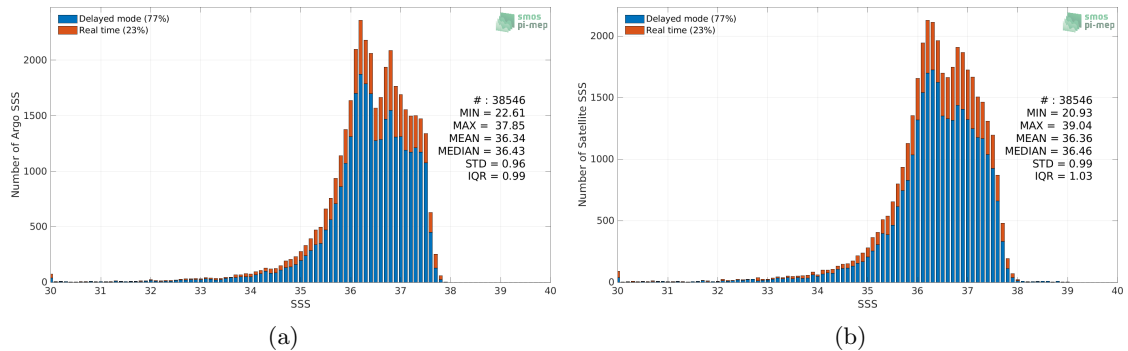 Delayed mode (77%)
Real time (23%)
smos
pi-mep
Number of Argo SSS
2000
1500
1000
500
0
# : 38546
MIN = 22.61
MAX = 37.85
MEAN = 36.34
MEDIAN = 36.43
STD = 0.96
IQR = 0.99
30 31 32 33 34 35 36 37 38 39 40
SSS
(a)
Delayed mode (77%)
Real time (23%)
smos
pi-mep
Number of Satellite SSS
2000
1500
1000
500
0
# : 38546
MIN = 20.93
MAX = 39.04
MEAN = 36.36
MEDIAN = 36.46
STD = 0.99
IQR = 1.03
30 31 32 33 34 35 36 37 38 39 40
SSS
(b)